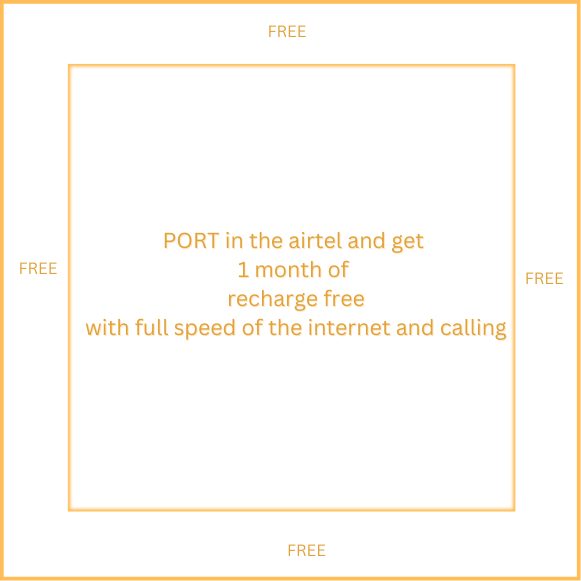 FREE
PORT in the airtel and get
1 month of
recharge free
with full speed of the internet and calling
FREE
FREE
FREE